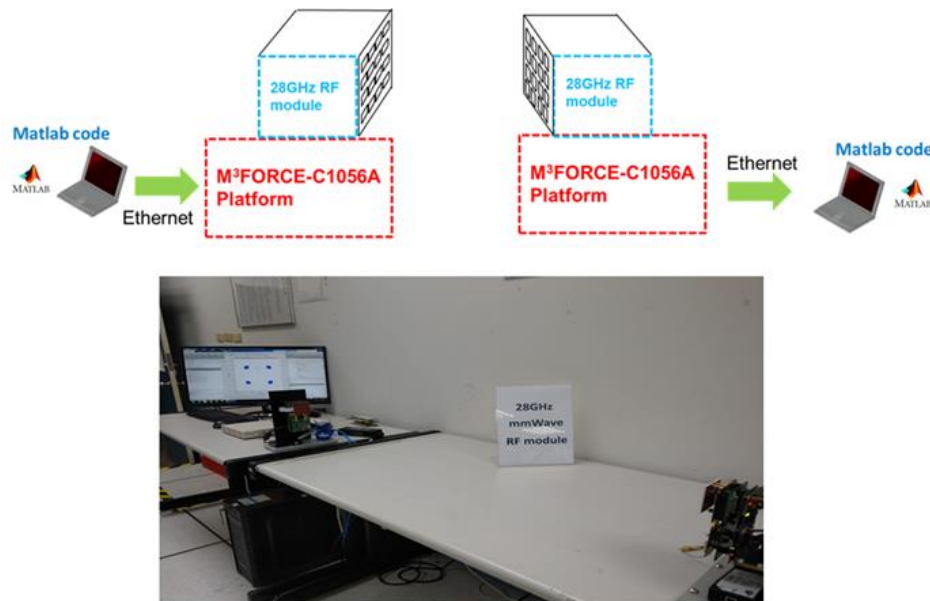 28GHz RF
module
28GHz RF
module
Matlab code
MATLAB
Ethernet
M³FORCE-C1056A
Platform
M³FORCE-C1056A
Platform
Ethernet
Matlab code
MATLAB
28GHz
mmWave
RF module